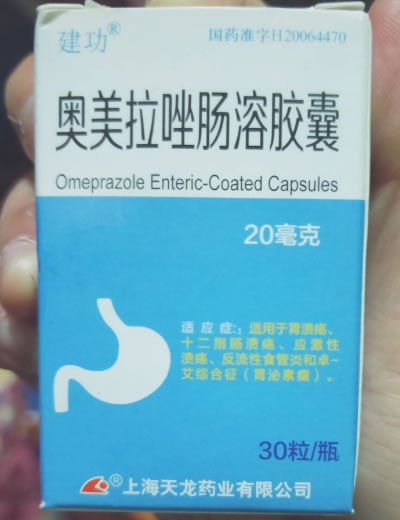 建功®
国药准字H20064470
奥美拉唑肠溶胶囊
Omeprazole Enteric-Coated Capsules
20毫克
适应症:：适用于胃溃疡、
十二指肠溃疡、应激性
溃疡、反流性食管炎和卓-
艾综合征（胃泌素瘤）。
30粒/瓶
®上海天龙药业有限公司